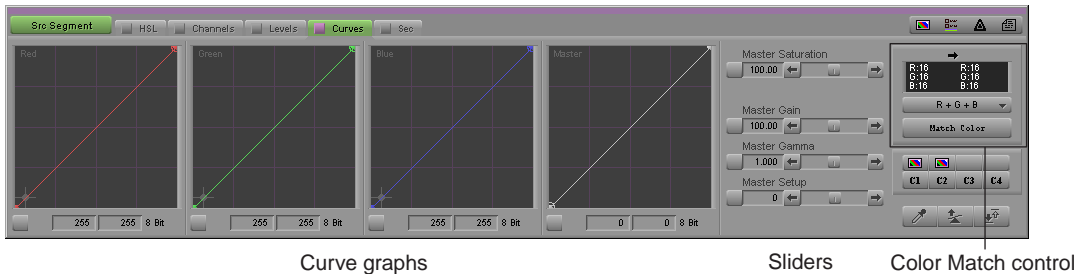 Src Segment HSL Channels Levels Curves Sec
Red Green Blue Master
255 255 8 Bit
255 255 8 Bit
255 255 8 Bit
0 0 8 Bit
Master Saturation
100.00
Master Gain
100.00
Master Gamma
1.000
Master Setup
0
R:16 R:16
G:16 G:16
B:16 B:16
R + G + B
Match Color
C1 C2 C3 C4
Curve graphs
Sliders
Color Match control